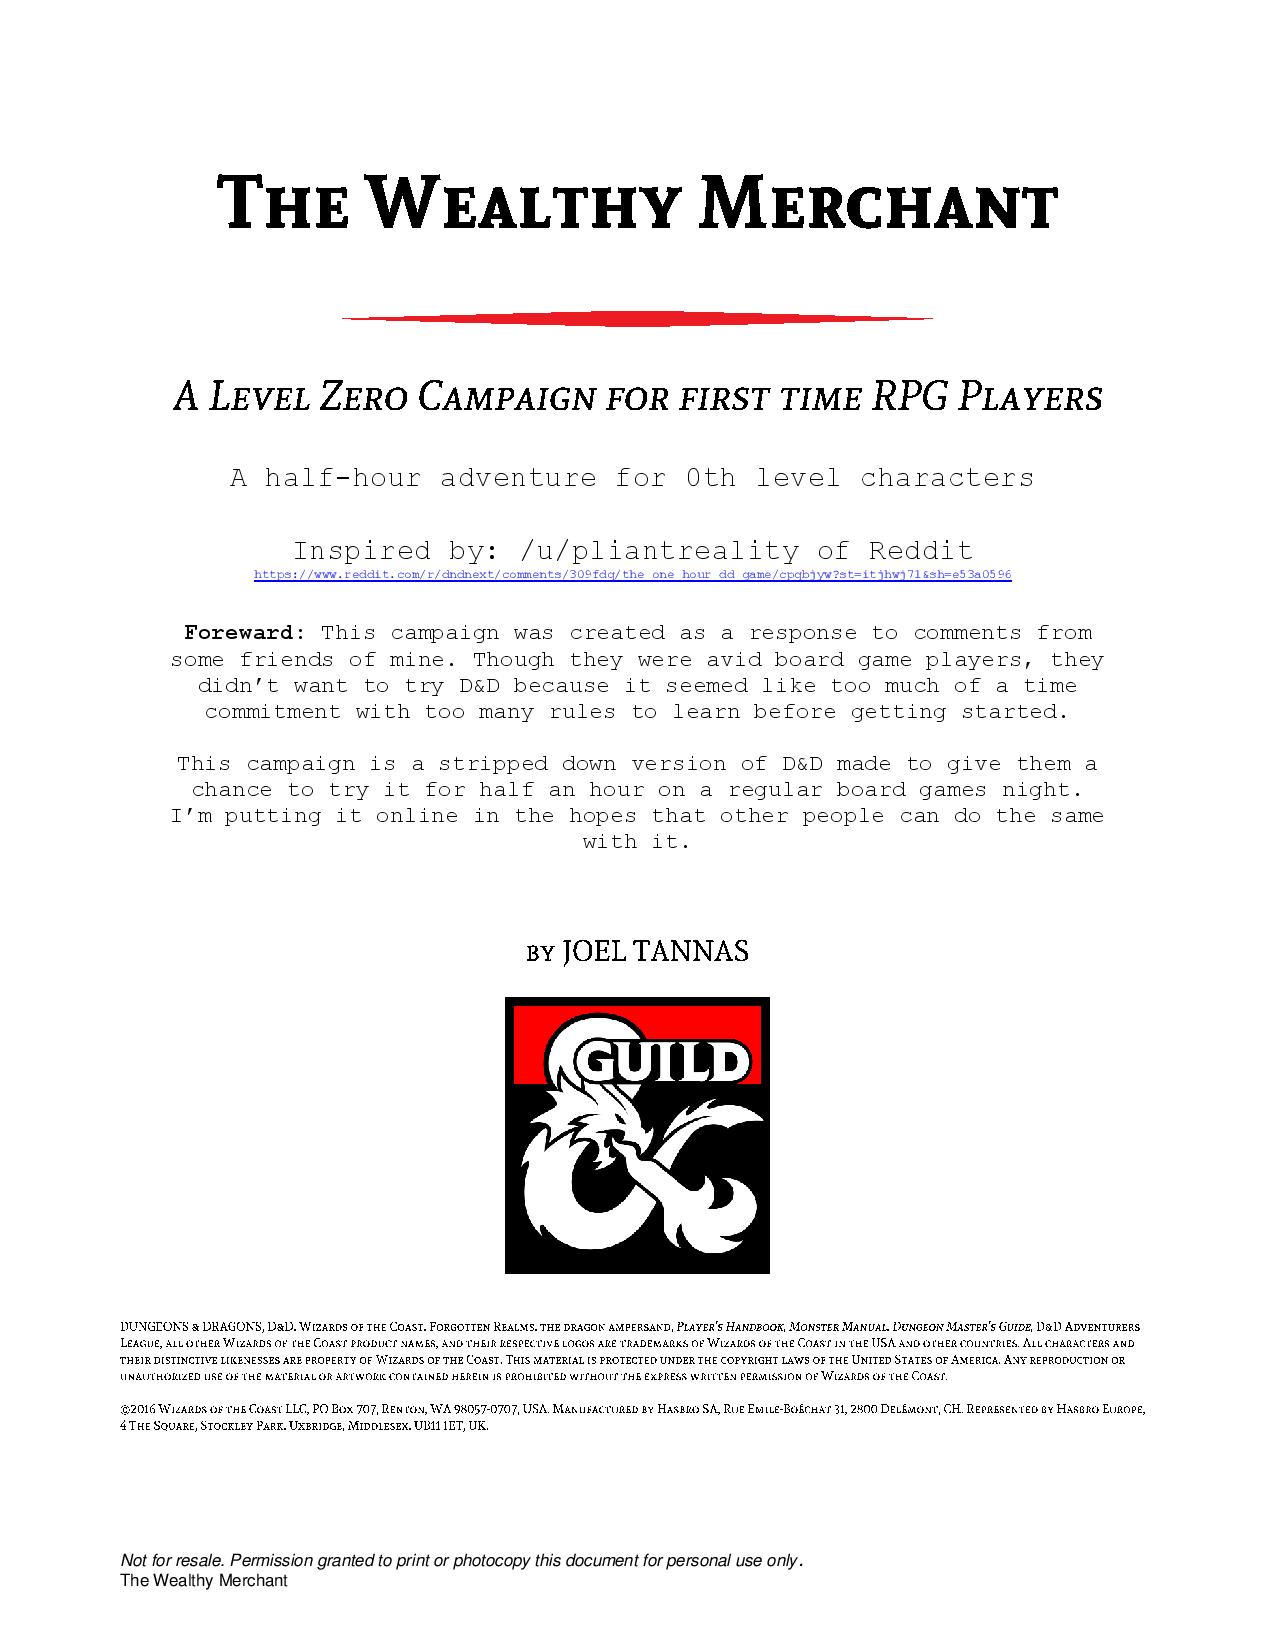 The Wealthy Merchant
A Level Zero Campaign for first time RPG Players
A half-hour adventure for 0th level characters
Inspired by: /u/pliantreality of Reddit
https://www.reddit.com/r/dndnext/comments/309fdq/the_one_hour_dd_game/cpqbjyw?st=itjhwj71&sh=e53a0596
Foreward: This campaign was created as a response to comments from
some friends of mine. Though they were avid board game players, they
didn't want to try D&D because it seemed like too much of a time
commitment with too many rules to learn before getting started.
This campaign is a stripped down version of D&D made to give them a
chance to try it for half an hour on a regular board games night.
I'm putting it online in the hopes that other people can do the same
with it.
by JOEL TANNAS
GUILD
DUNGEONS & DRAGONS, D&D. Wizards of the Coast. Forgotten Realms. the dragon ampersand, Player's Handbook, Monster Manual. Dungeon Master's Guide, D&D Adventurers
League, all other Wizards of the Coast product names, and their respective logos are trademarks of Wizards of the Coast in the USA and other countries. All characters and
their distinctive likenesses are property of Wizards of the Coast. This material is protected under the copyright laws of the United States of America. Any reproduction or
unauthorized use of the material or artwork contained herein is prohibited without the express written permission of Wizards of the Coast.
©2016 Wizards of the Coast LLC, PO Box 707, Renton, WA 98057-0707, USA. Manufactured by Hasbro SA, Rue Emile-Boéchat 31, 2800 Delémont, CH. Represented by Hasbro Europe,
4 The Square, Stockley Park. Uxbridge, Middlesex. UB11 1ET, UK.
Not for resale. Permission granted to print or photocopy this document for personal use only.
The Wealthy Merchant